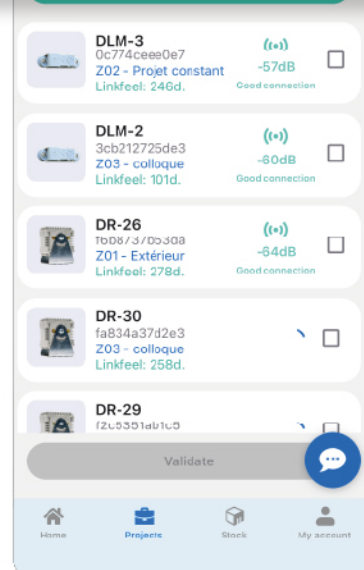 DLM-3
0c774ceee0e7
Z02 - Projet constant
Linkfeel: 246d.
-57dB
Good connection
DLM-2
3cb212725de3
Z03 - colloque
Linkfeel: 101d.
-60dB
Good connection
DR-26
f6b8737b53da
Z01 - Extérieur
Linkfeel: 278d.
-64dB
Good connection
DR-30
fa834a37d2e3
Z03 - colloque
Linkfeel: 258d.
DR-29
Validate
Home
Projects
Stock
My account